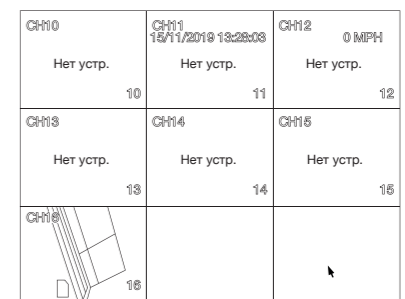 CH10
Нет устр.
10
CH11
15/11/2019 13:28:03
Нет устр.
11
CH12
0 MPH
Нет устр.
12
CH13
Нет устр.
13
CH14
Нет устр.
14
CH15
Нет устр.
15
CH16
16